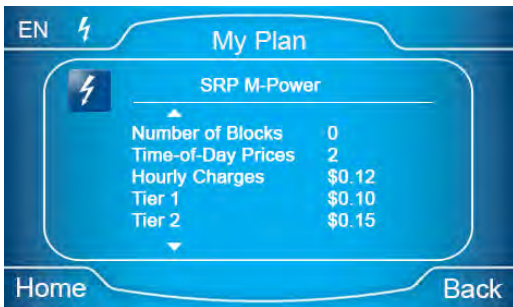 EN
My Plan
SRP M-Power
Number of Blocks 0
Time-of-Day Prices 2
Hourly Charges $0.12
Tier 1 $0.10
Tier 2 $0.15
Home Back